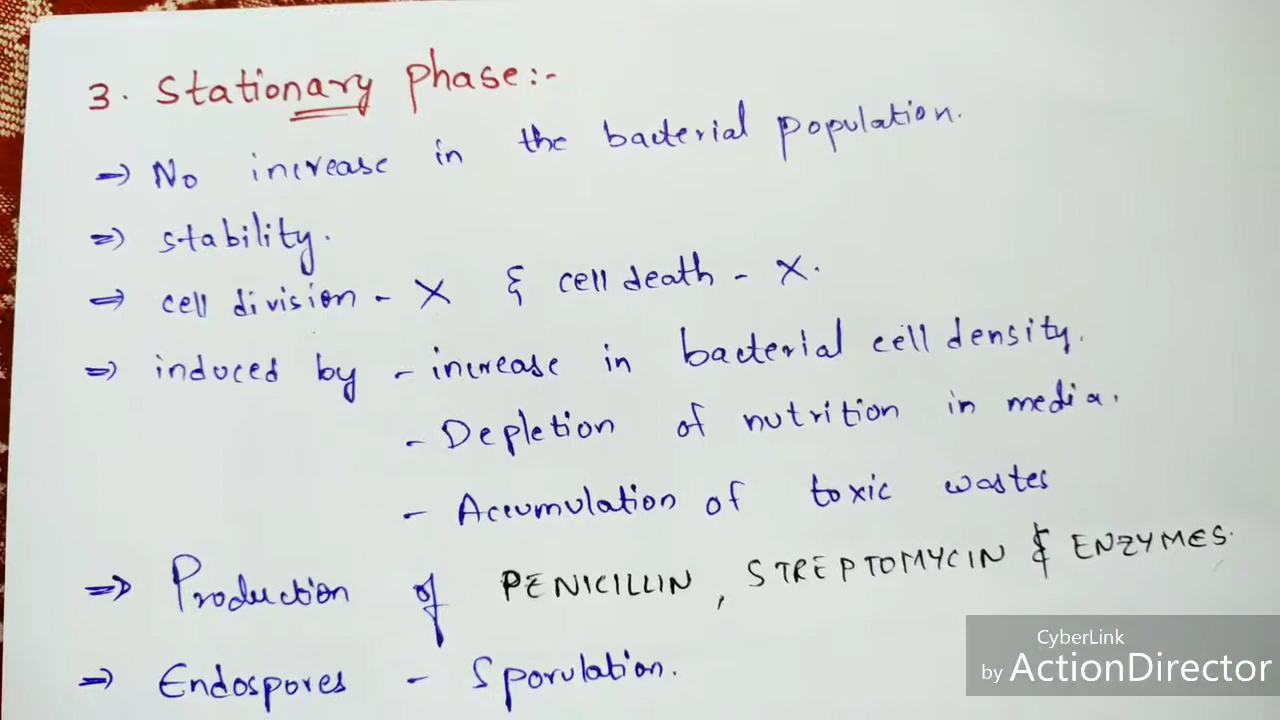 3. Stationary phase:-
→ No increase in the bacterial population.
⇒ stability.
⇒ cell division - X & cell death - X.
⇒ induced by - increase in bacterial cell density.
- Depletion of nutrition in media.
- Accumulation of toxic wastes
⇒ Production of PENICILLIN, STREPTOMYCIN & ENZYMES.
⇒ Endospores - Sporulation.
CyberLink
by ActionDirector